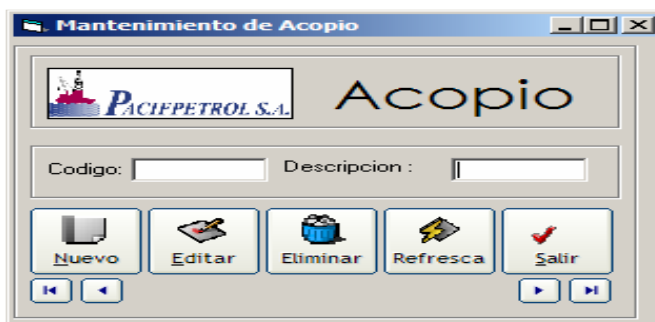 Mantenimiento de Acopio
PACIFPETROL S.A.
Acopio
Codigo: Descripcion :
Nuevo Editar Eliminar Refresca Salir